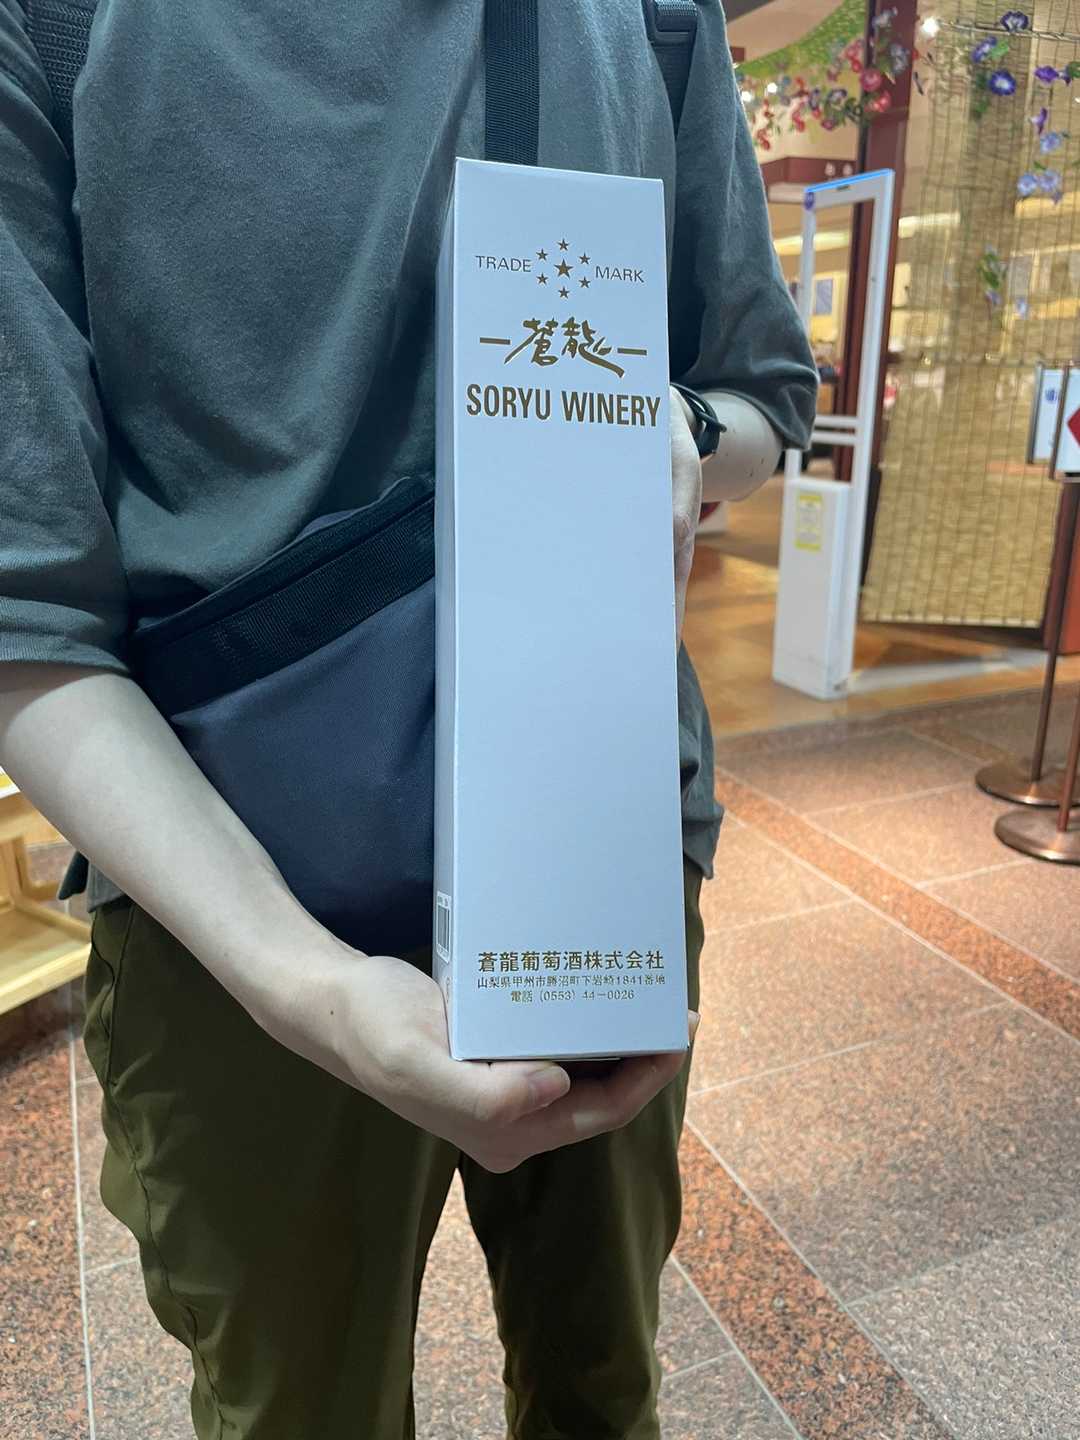 TRADE MARK
蒼龍
SORYU WINERY
蒼龍葡萄酒株式会社
山梨県甲州市勝沼町下岩崎1841番地
電話 (0553) 44-0026